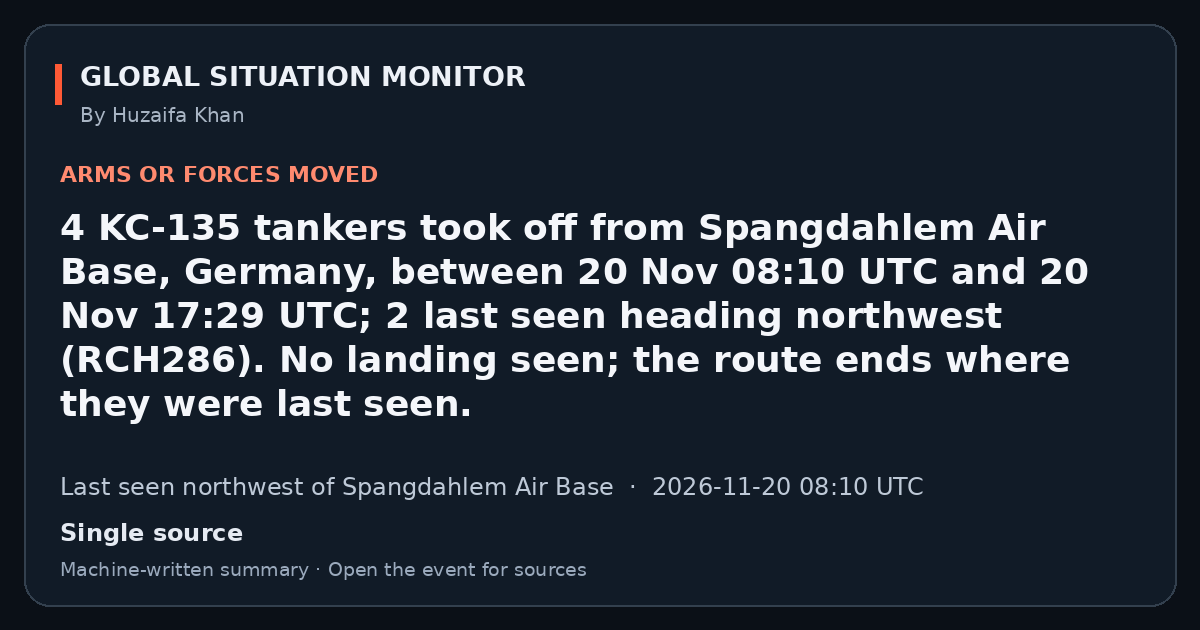 GLOBAL SITUATION MONITOR
By Huzaifa Khan
ARMS OR FORCES MOVED
4 KC-135 tankers took off from Spangdahlem Air
Base, Germany, between 20 Nov 08:10 UTC and 20
Nov 17:29 UTC; 2 last seen heading northwest
(RCH286). No landing seen; the route ends where
they were last seen.
Last seen northwest of Spangdahlem Air Base · 2026-11-20 08:10 UTC
Single source
Machine-written summary · Open the event for sources